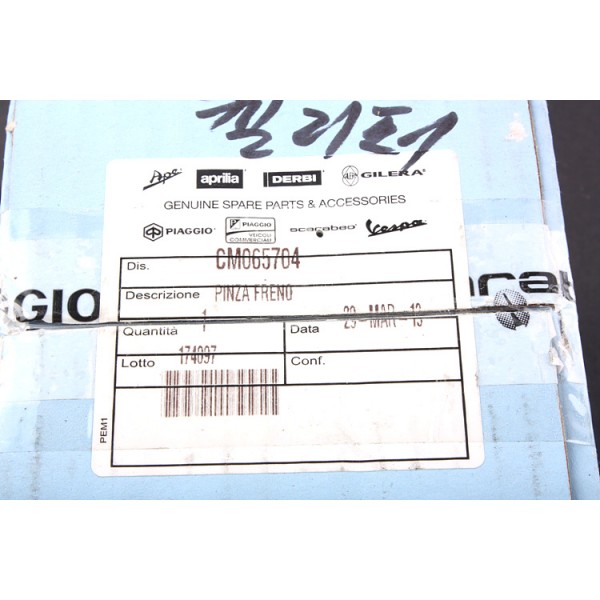 필리터
Ape aprilia DERBI GILERA
GENUINE SPARE PARTS & ACCESSORIES
PIAGGIO PIAGGIO VEICOLI COMMERCIALI scarabeo Vespa
Dis. CM065704
Descrizione PINZA FRENO
GIO
Quantità 1 Data 29-MAR-13
Lotto 174097 Conf.
PEM1